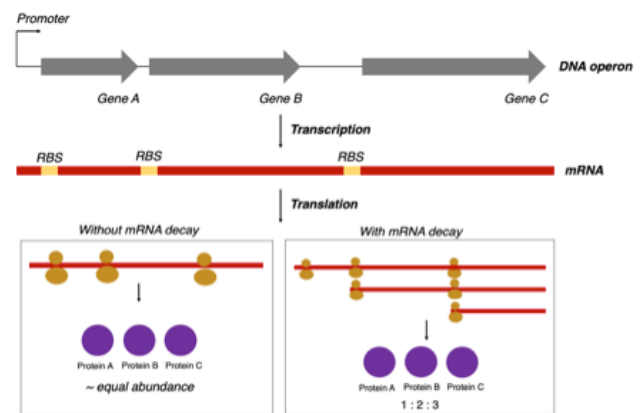 Promoter
DNA operon
Gene A Gene B Gene C
Transcription
RBS RBS RBS
mRNA
Translation
Without mRNA decay
Protein A Protein B Protein C
~ equal abundance
With mRNA decay
Protein A Protein B Protein C
1 : 2 : 3